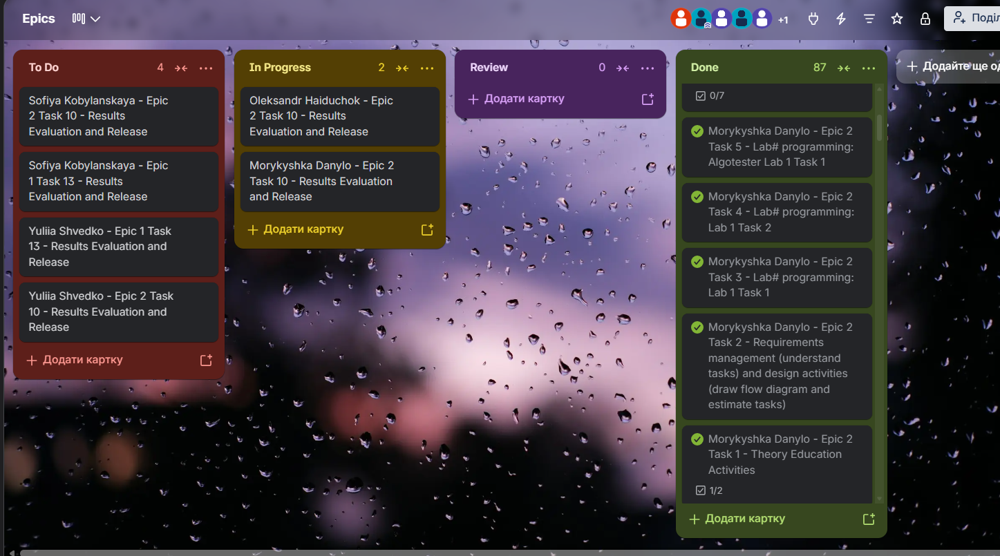 Epics
+1
To Do
4
Sofiya Kobylanskaya - Epic
2 Task 10 - Results
Evaluation and Release
Sofiya Kobylanskaya - Epic
1 Task 13 - Results
Evaluation and Release
Yuliia Shvedko - Epic 1 Task
13 - Results Evaluation and
Release
Yuliia Shvedko - Epic 2 Task
10 - Results Evaluation and
Release
Додати картку
In Progress
2
Oleksandr Haiduchok - Epic
2 Task 10 - Results
Evaluation and Release
Morykyshka Danylo - Epic 2
Task 10 - Results Evaluation
and Release
Додати картку
Review
0
Додати картку
Done
87
0/7
Morykyshka Danylo - Epic 2
Task 5 - Lab# programming:
Algotester Lab 1 Task 1
Morykyshka Danylo - Epic 2
Task 4 - Lab# programming:
Lab 1 Task 2
Morykyshka Danylo - Epic 2
Task 3 - Lab# programming:
Lab 1 Task 1
Morykyshka Danylo - Epic 2
Task 2 - Requirements
management (understand
tasks) and design activities
(draw flow diagram and
estimate tasks)
Morykyshka Danylo - Epic 2
Task 1 - Theory Education
Activities
1/2
Додати картку
Додайте ще